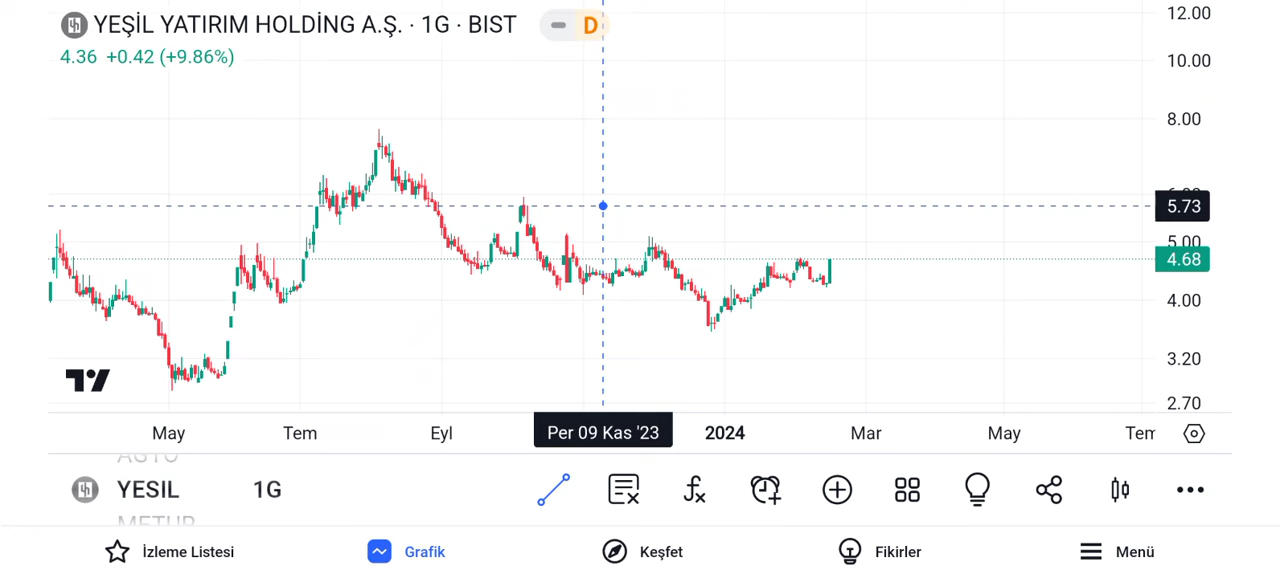 YEŞİL YATIRIM HOLDİNG A.Ş. · 1G · BIST
D
4.36 +0.42 (+9.86%)
12.00
10.00
8.00
5.73
5.00
4.68
4.00
3.20
2.70
May
Tem
Eyl
Per 09 Kas '23
2024
Mar
May
Tem
YESIL
1G
METUR
İzleme Listesi
Grafik
Keşfet
Fikirler
Menü